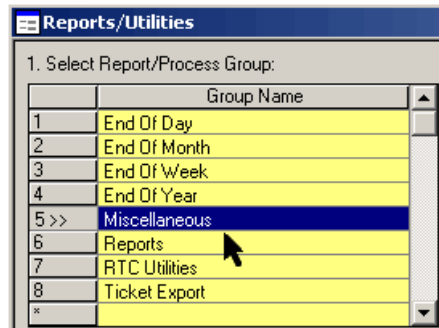 Reports/Utilities
1. Select Report/Process Group:
Group Name
1 End Of Day
2 End Of Month
3 End Of Week
4 End Of Year
5 >> Miscellaneous
6 Reports
7 RTC Utilities
8 Ticket Export
*